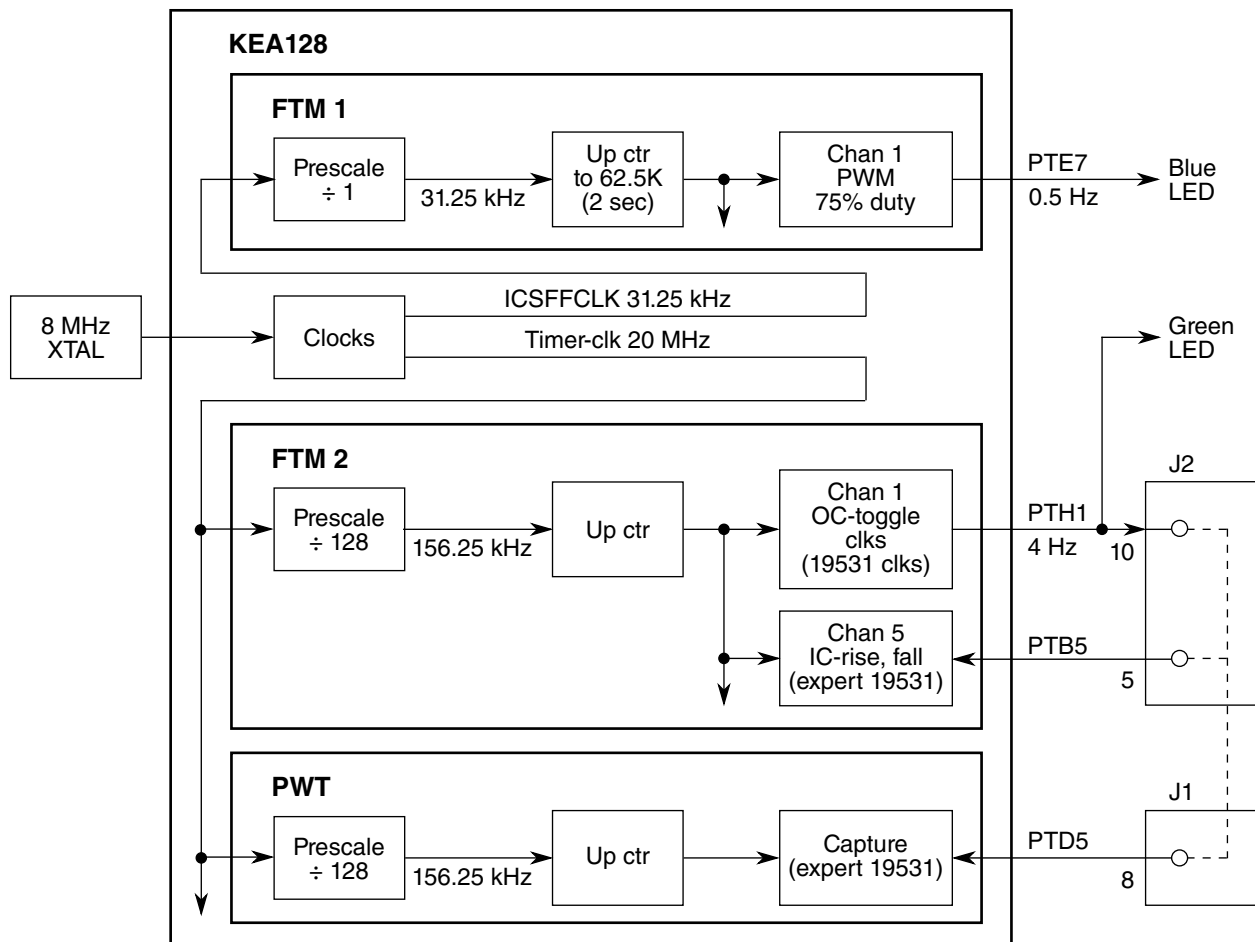 KEA128
FTM 1
Prescale
÷ 1
31.25 kHz
Up ctr
to 62.5K
(2 sec)
Chan 1
PWM
75% duty
PTE7
0.5 Hz
Blue
LED
8 MHz
XTAL
Clocks
ICSFFCLK 31.25 kHz
Timer-clk 20 MHz
Green
LED
FTM 2
Prescale
÷ 128
156.25 kHz
Up ctr
Chan 1
OC-toggle
clks
(19531 clks)
PTH1
4 Hz
J2
10
Chan 5
IC-rise, fall
(expert 19531)
PTB5
5
PWT
Prescale
÷ 128
156.25 kHz
Up ctr
Capture
(expert 19531)
PTD5
J1
8